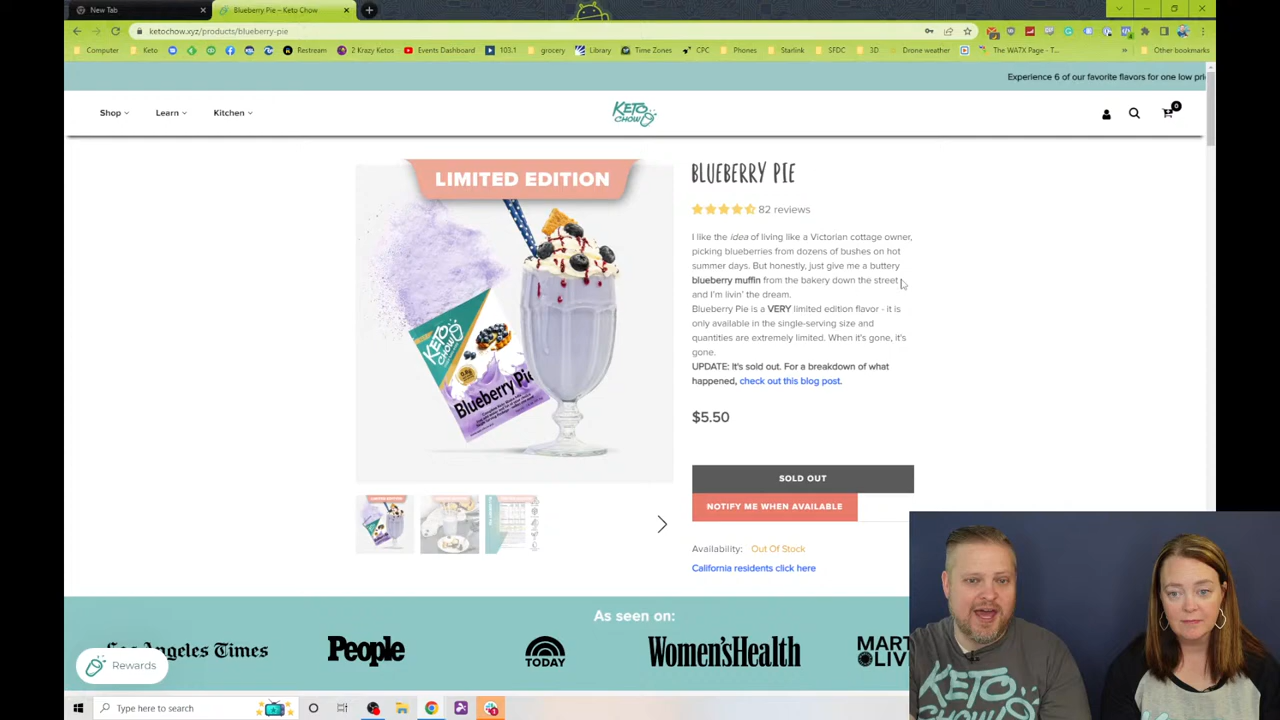 New Tab
Blueberry Pie – Keto Chow
ketochow.xyz/products/blueberry-pie
Computer Keto Restream 2 Krazy Ketos Events Dashboard 103.1 grocery Library Time Zones CPC Phones Starlink SFDC 3D Drone weather The WA7X Page - T... Other bookmarks
Experience 6 of our favorite flavors for one low pri
Shop Learn Kitchen
KETO CHOW
0
LIMITED EDITION
KETO CHOW
Blueberry Pie
BLUEBERRY PIE
82 reviews
I like the idea of living like a Victorian cottage owner,
picking blueberries from dozens of bushes on hot
summer days. But honestly, just give me a buttery
blueberry muffin from the bakery down the street
and I'm livin' the dream.
Blueberry Pie is a VERY limited edition flavor - it is
only available in the single-serving size and
quantities are extremely limited. When it's gone, it's
gone.
UPDATE: It's sold out. For a breakdown of what
happened, check out this blog post.
$5.50
SOLD OUT
NOTIFY ME WHEN AVAILABLE
Availability: Out Of Stock
California residents click here
As seen on:
Los Angeles Times
People
TODAY
Women'sHealth
Rewards
KETO
CHOW
Type here to search